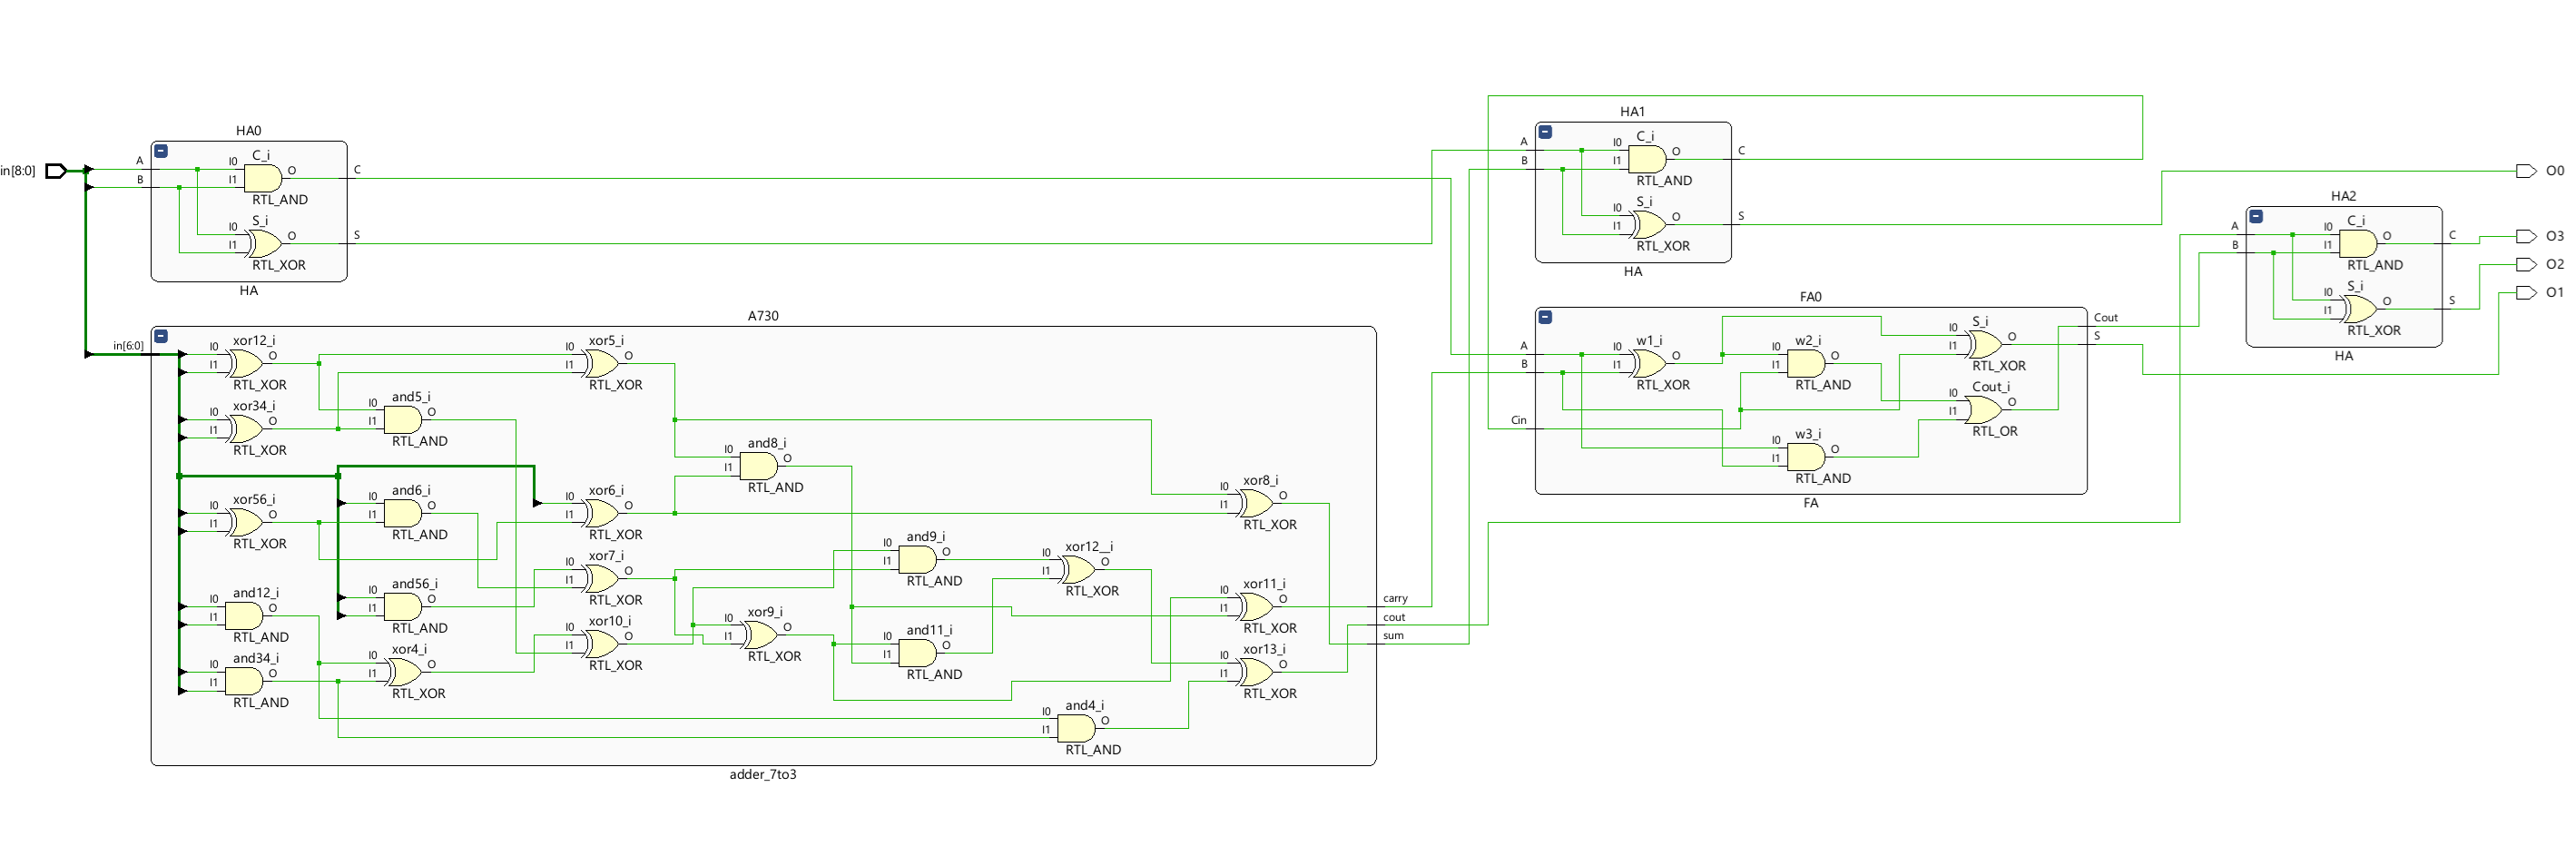 in[8:0]
HA0
A
B
C_i
I0
I1
O
RTL_AND
C
S_i
I0
I1
O
RTL_XOR
S
HA
A730
in[6:0]
xor12_i
I0
I1
O
RTL_XOR
xor34_i
I0
I1
O
RTL_XOR
xor56_i
I0
I1
O
RTL_XOR
and12_i
I0
I1
O
RTL_AND
and34_i
I0
I1
O
RTL_AND
and5_i
I0
I1
O
RTL_AND
and6_i
I0
I1
O
RTL_AND
and56_i
I0
I1
O
RTL_AND
xor4_i
I0
I1
O
RTL_XOR
xor5_i
I0
I1
O
RTL_XOR
xor6_i
I0
I1
O
RTL_XOR
xor7_i
I0
I1
O
RTL_XOR
xor10_i
I0
I1
O
RTL_XOR
and8_i
I0
I1
O
RTL_AND
xor9_i
I0
I1
O
RTL_XOR
and9_i
I0
I1
O
RTL_AND
and11_i
I0
I1
O
RTL_AND
xor12__i
I0
I1
O
RTL_XOR
and4_i
I0
I1
O
RTL_AND
xor8_i
I0
I1
O
RTL_XOR
xor11_i
I0
I1
O
RTL_XOR
xor13_i
I0
I1
O
RTL_XOR
carry
cout
sum
adder_7to3
HA1
A
B
C_i
I0
I1
O
RTL_AND
C
S_i
I0
I1
O
RTL_XOR
S
HA
FA0
A
B
Cin
w1_i
I0
I1
O
RTL_XOR
w2_i
I0
I1
O
RTL_AND
w3_i
I0
I1
O
RTL_AND
S_i
I0
I1
O
RTL_XOR
Cout_i
I0
I1
O
RTL_OR
Cout
S
FA
HA2
A
B
C_i
I0
I1
O
RTL_AND
C
S_i
I0
I1
O
RTL_XOR
S
HA
O0
O3
O2
O1